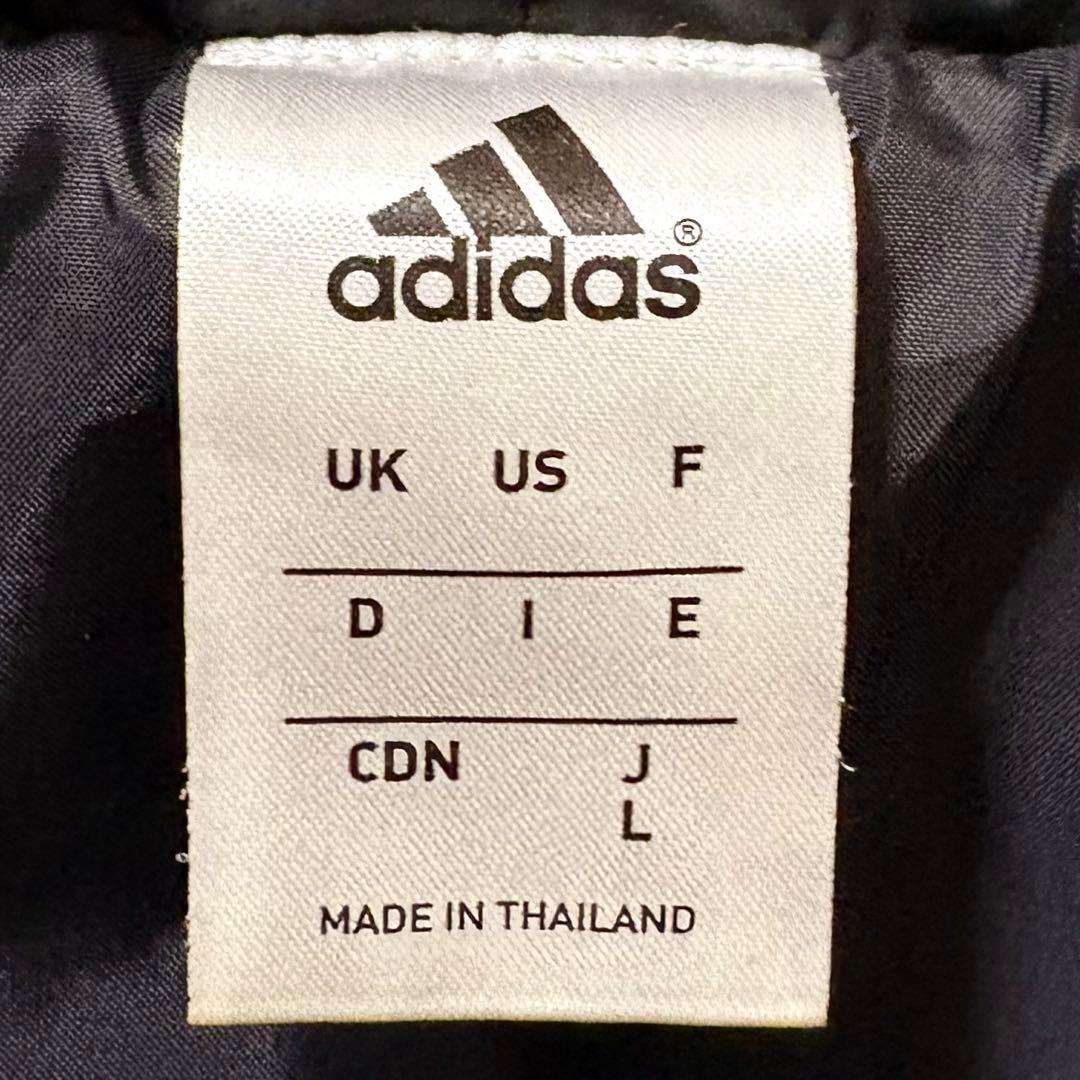 adidas®
UK US F
D I E
CDN J
L
MADE IN THAILAND